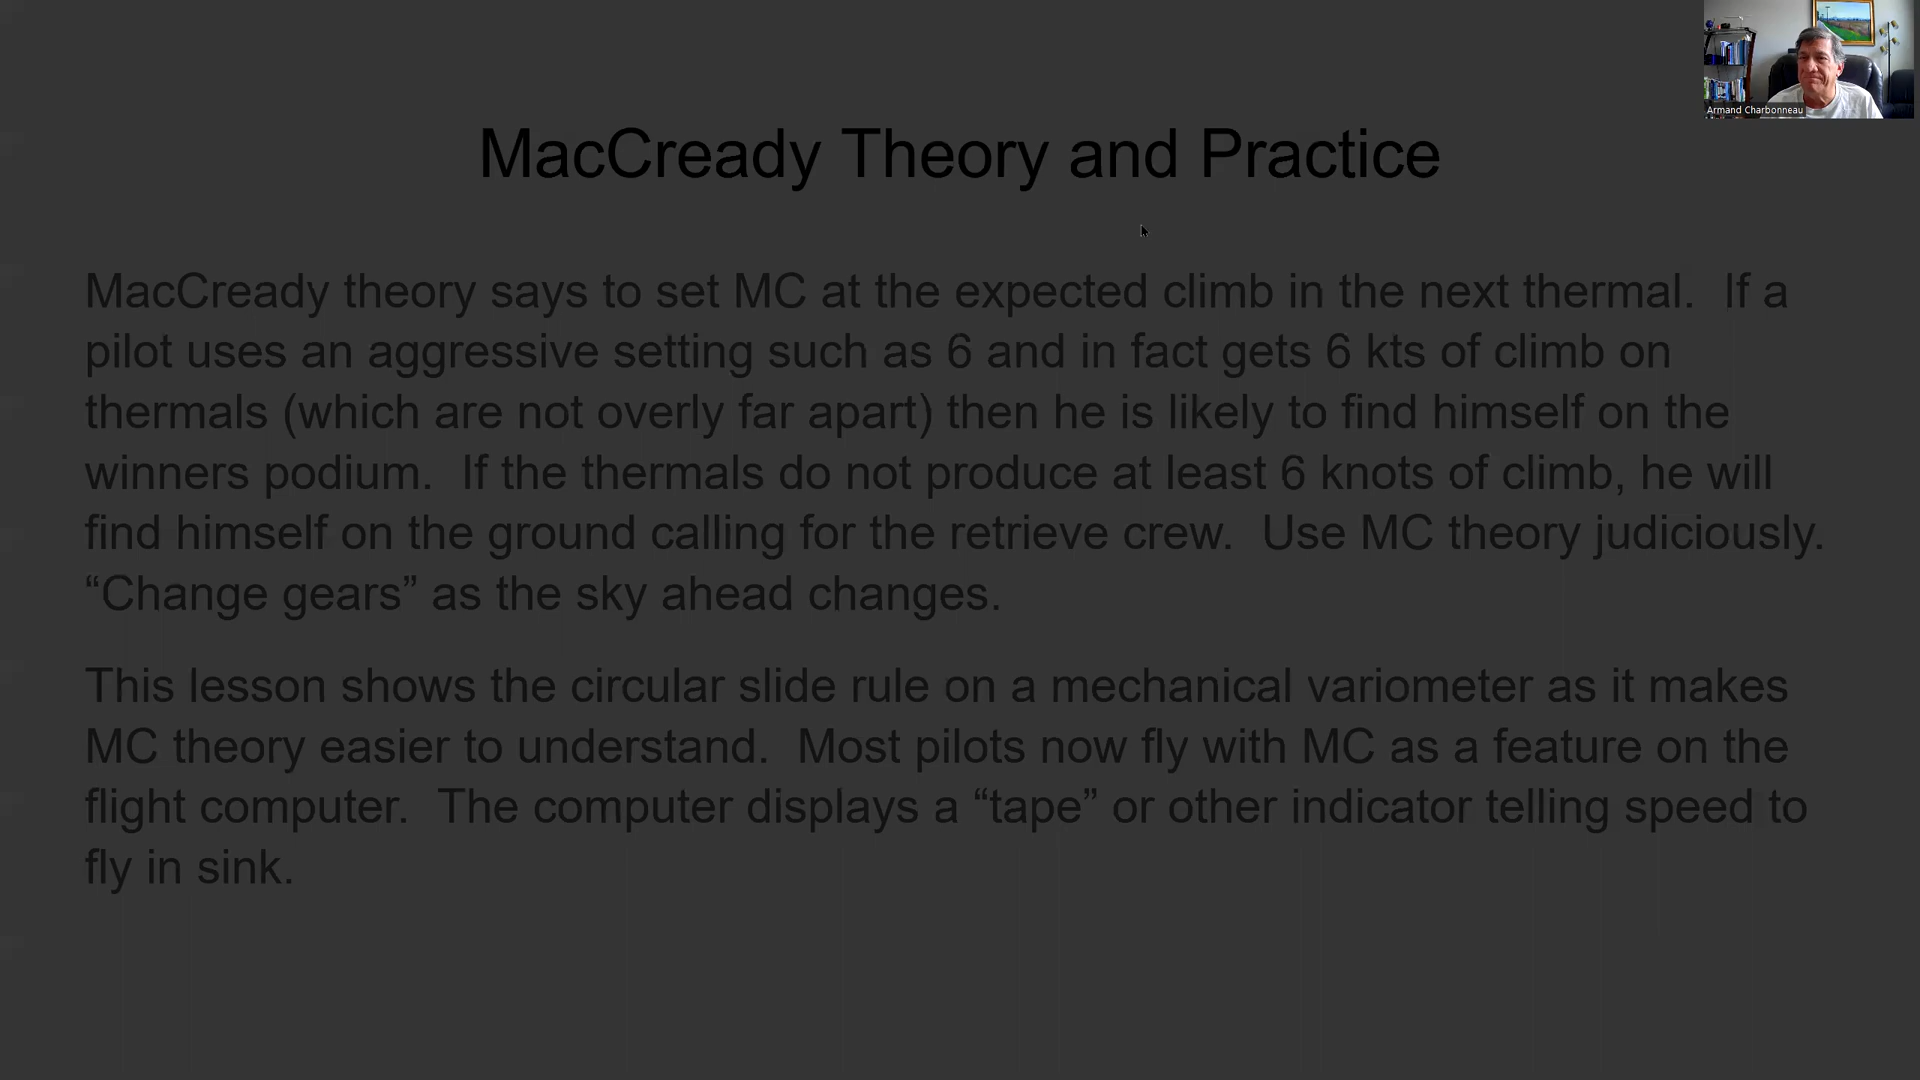 Armand Charbonneau
MacCready Theory and Practice
MacCready theory says to set MC at the expected climb in the next thermal.  If a
pilot uses an aggressive setting such as 6 and in fact gets 6 kts of climb on
thermals (which are not overly far apart) then he is likely to find himself on the
winners podium.  If the thermals do not produce at least 6 knots of climb, he will
find himself on the ground calling for the retrieve crew.  Use MC theory judiciously.
“Change gears” as the sky ahead changes.
This lesson shows the circular slide rule on a mechanical variometer as it makes
MC theory easier to understand.  Most pilots now fly with MC as a feature on the
flight computer.  The computer displays a “tape” or other indicator telling speed to
fly in sink.